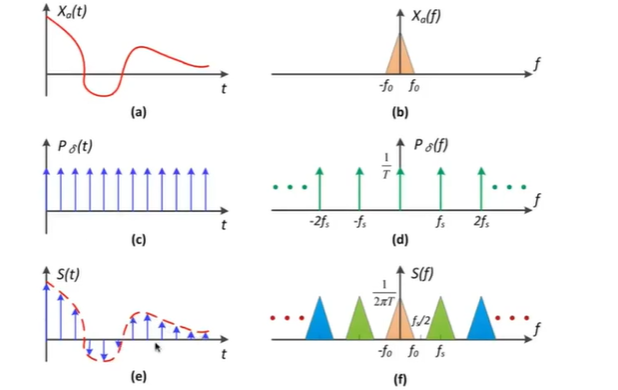 Xₐ(t)
t
(a)
Xₐ(f)
f
-f₀ f₀
(b)
P δ(t)
t
(c)
P δ(f)
1/T
f
-2fₛ -fₛ fₛ 2fₛ
(d)
S(t)
t
(e)
S(f)
1/2πT
fₛ/2
f
-f₀ f₀ fₛ
(f)